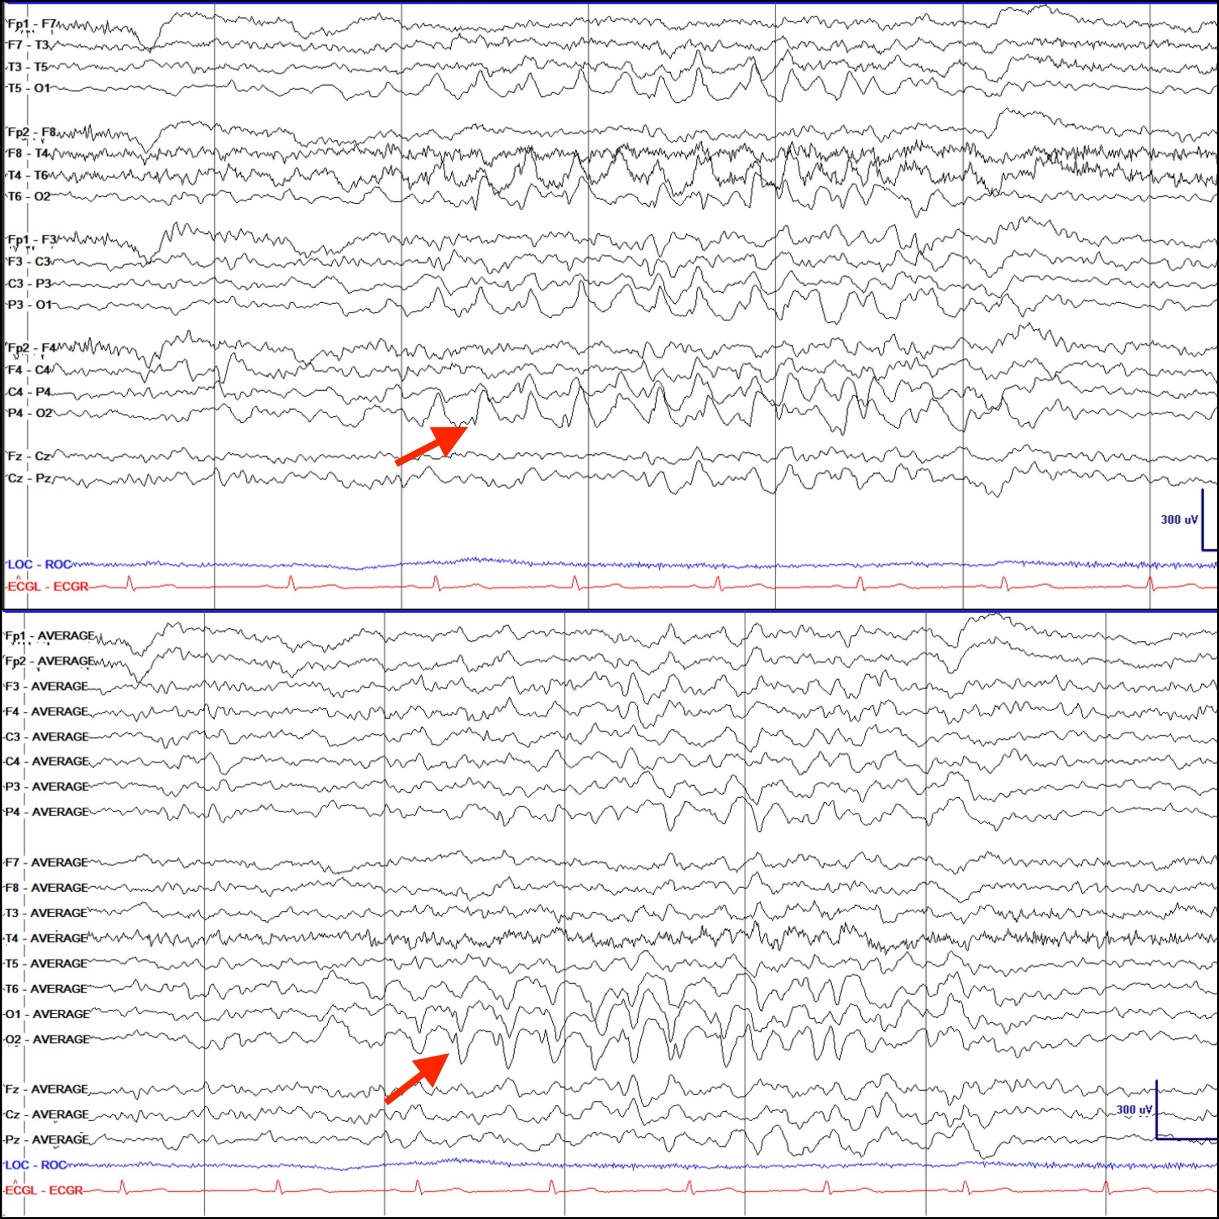 Fp1 - F7
F7 - T3
T3 - T5
T5 - O1
Fp2 - F8
F8 - T4
T4 - T6
T6 - O2
Fp1 - F3
F3 - C3
C3 - P3
P3 - O1
Fp2 - F4
F4 - C4
C4 - P4
P4 - O2
Fz - Cz
Cz - Pz
300 uV
LOC - ROC
ECGL - ECGR
Fp1 - AVERAGE
Fp2 - AVERAGE
F3 - AVERAGE
F4 - AVERAGE
C3 - AVERAGE
C4 - AVERAGE
P3 - AVERAGE
P4 - AVERAGE
F7 - AVERAGE
F8 - AVERAGE
T3 - AVERAGE
T4 - AVERAGE
T5 - AVERAGE
T6 - AVERAGE
O1 - AVERAGE
O2 - AVERAGE
Fz - AVERAGE
Cz - AVERAGE
300 uV
Pz - AVERAGE
LOC - ROC
ECGL - ECGR